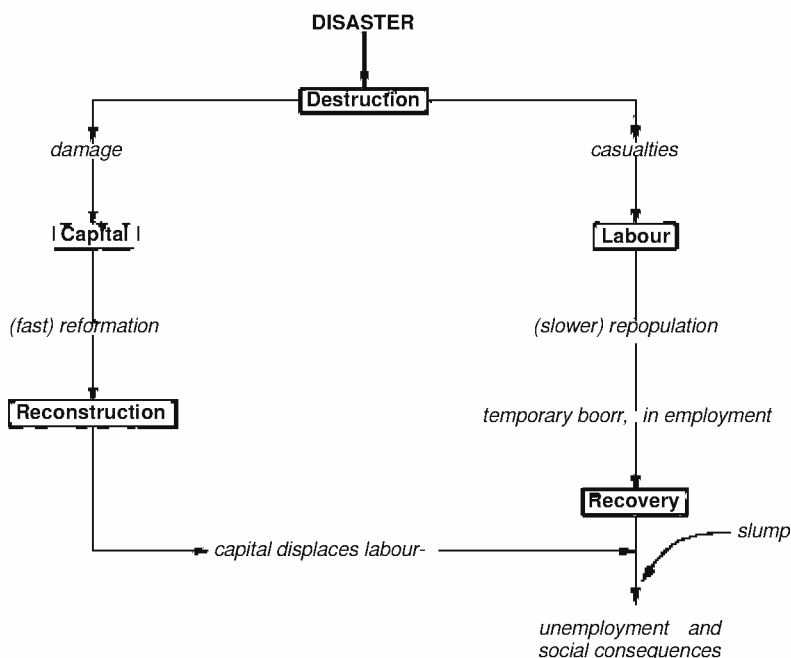 DISASTER
Destruction
damage
casualties
Capital
Labour
(fast) reformation
(slower) repopulation
Reconstruction
temporary boorr, in employment
Recovery
slump
capital displaces labour-
unemployment and
social consequences